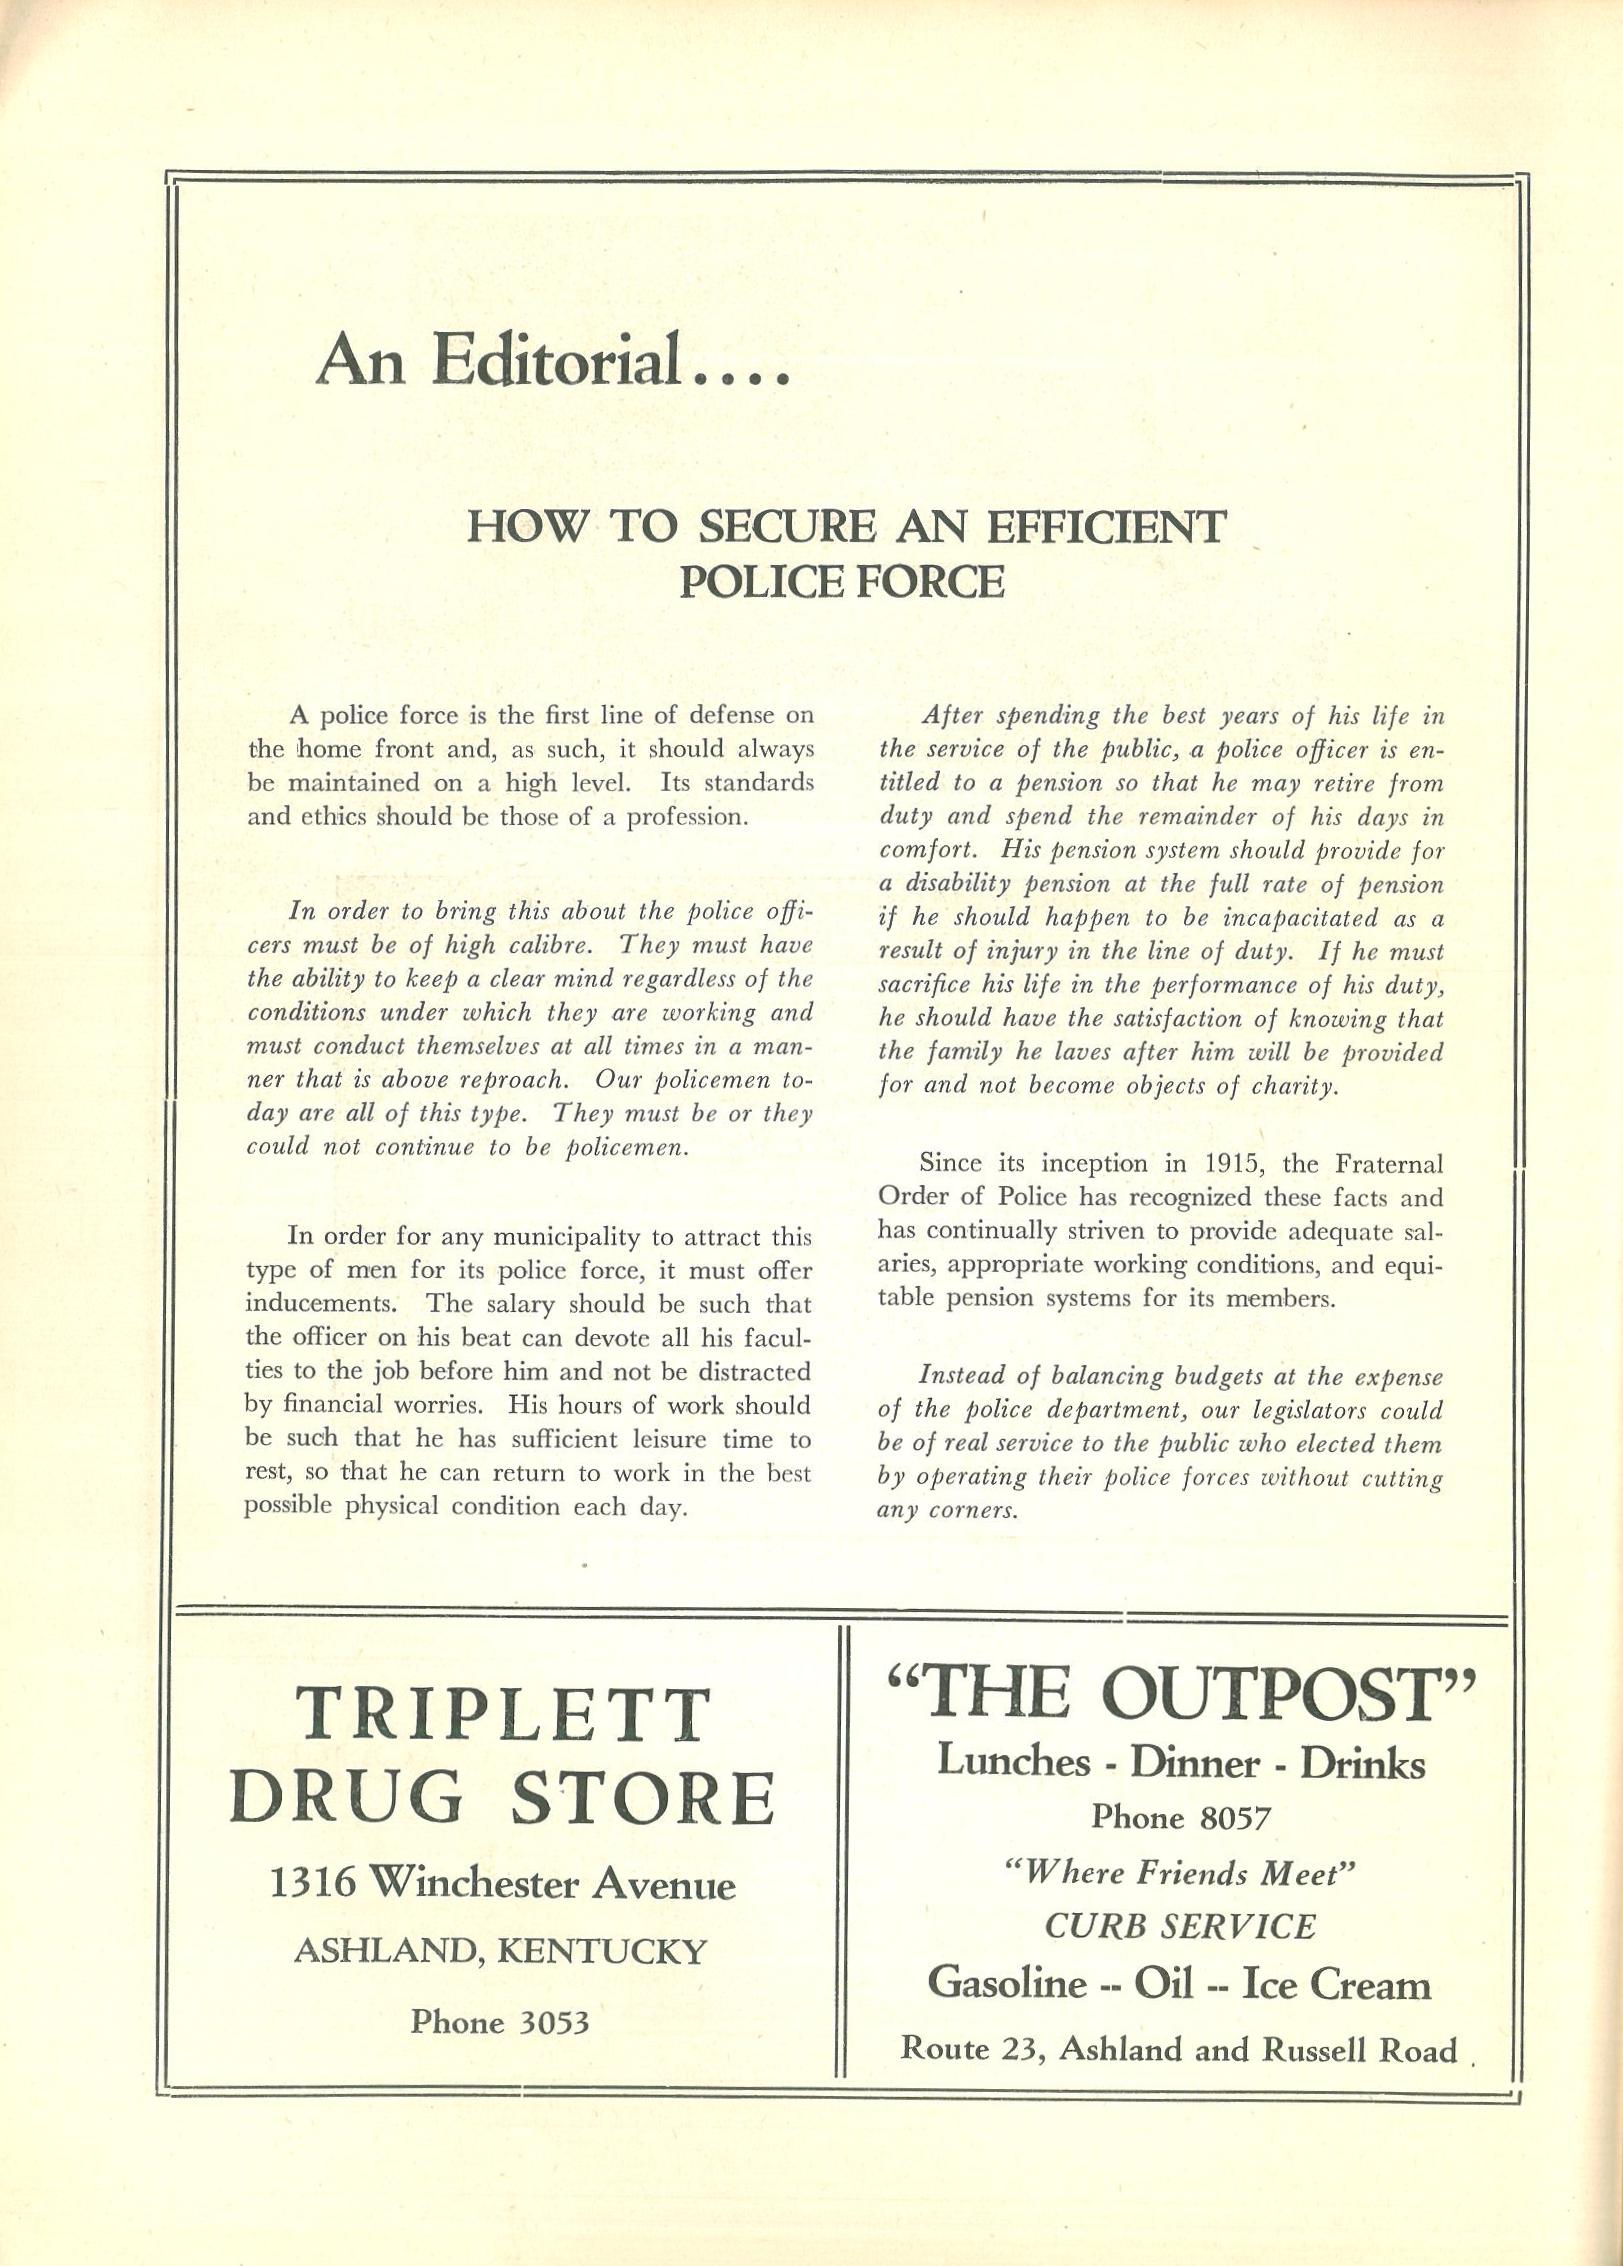 An Editorial....
HOW TO SECURE AN EFFICIENT
POLICE FORCE
A police force is the first line of defense on
the home front and, as such, it should always
be maintained on a high level. Its standards
and ethics should be those of a profession.
In order to bring this about the police offi-
cers must be of high calibre. They must have
the ability to keep a clear mind regardless of the
conditions under which they are working and
must conduct themselves at all times in a man-
ner that is above reproach. Our policemen to-
day are all of this type. They must be or they
could not continue to be policemen.
In order for any municipality to attract this
type of men for its police force, it must offer
inducements. The salary should be such that
the officer on his beat can devote all his facul-
ties to the job before him and not be distracted
by financial worries. His hours of work should
be such that he has sufficient leisure time to
rest, so that he can return to work in the best
possible physical condition each day.
After spending the best years of his life in
the service of the public, a police officer is en-
titled to a pension so that he may retire from
duty and spend the remainder of his days in
comfort. His pension system should provide for
a disability pension at the full rate of pension
if he should happen to be incapacitated as a
result of injury in the line of duty. If he must
sacrifice his life in the performance of his duty,
he should have the satisfaction of knowing that
the family he laves after him will be provided
for and not become objects of charity.
Since its inception in 1915, the Fraternal
Order of Police has recognized these facts and
has continually striven to provide adequate sal-
aries, appropriate working conditions, and equi-
table pension systems for its members.
Instead of balancing budgets at the expense
of the police department, our legislators could
be of real service to the public who elected them
by operating their police forces without cutting
any corners.
TRIPLETT
DRUG STORE
1316 Winchester Avenue
ASHLAND, KENTUCKY
Phone 3053
“THE OUTPOST”
Lunches - Dinner - Drinks
Phone 8057
“Where Friends Meet”
CURB SERVICE
Gasoline -- Oil -- Ice Cream
Route 23, Ashland and Russell Road .